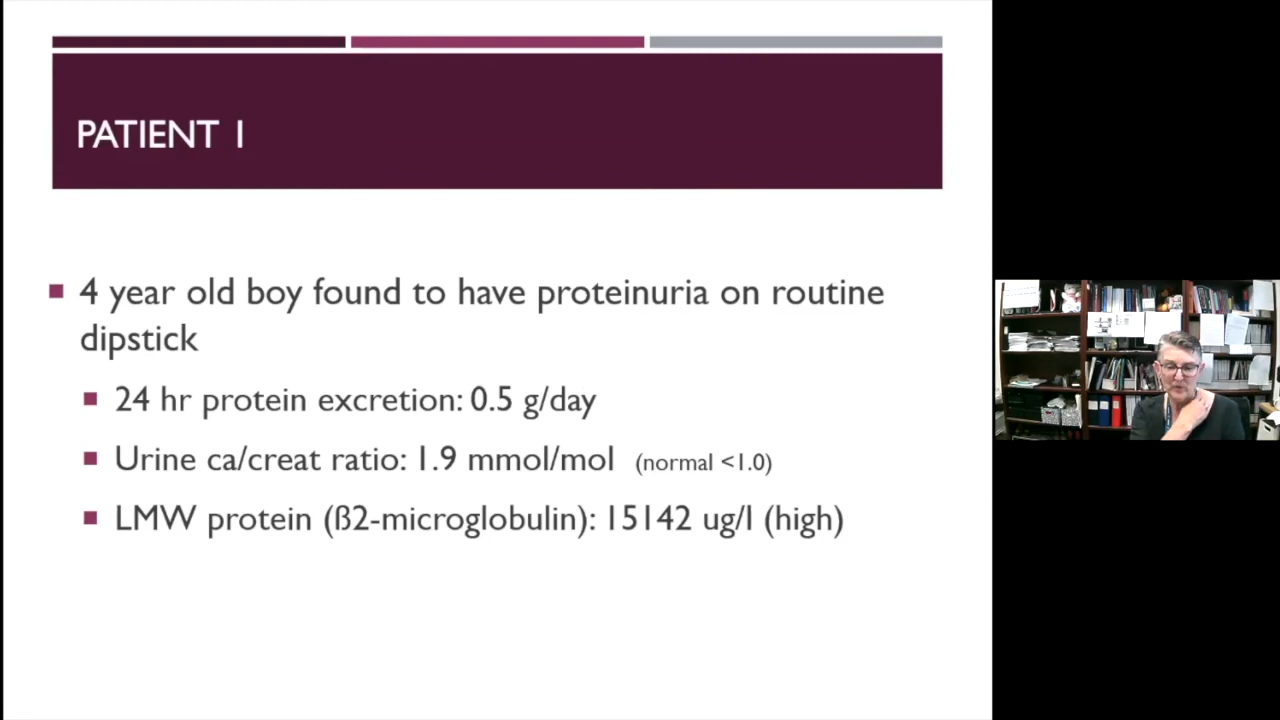 PATIENT 1
4 year old boy found to have proteinuria on routine
dipstick
24 hr protein excretion: 0.5 g/day
Urine ca/creat ratio: 1.9 mmol/mol (normal <1.0)
LMW protein (ß2-microglobulin): 15142 ug/l (high)